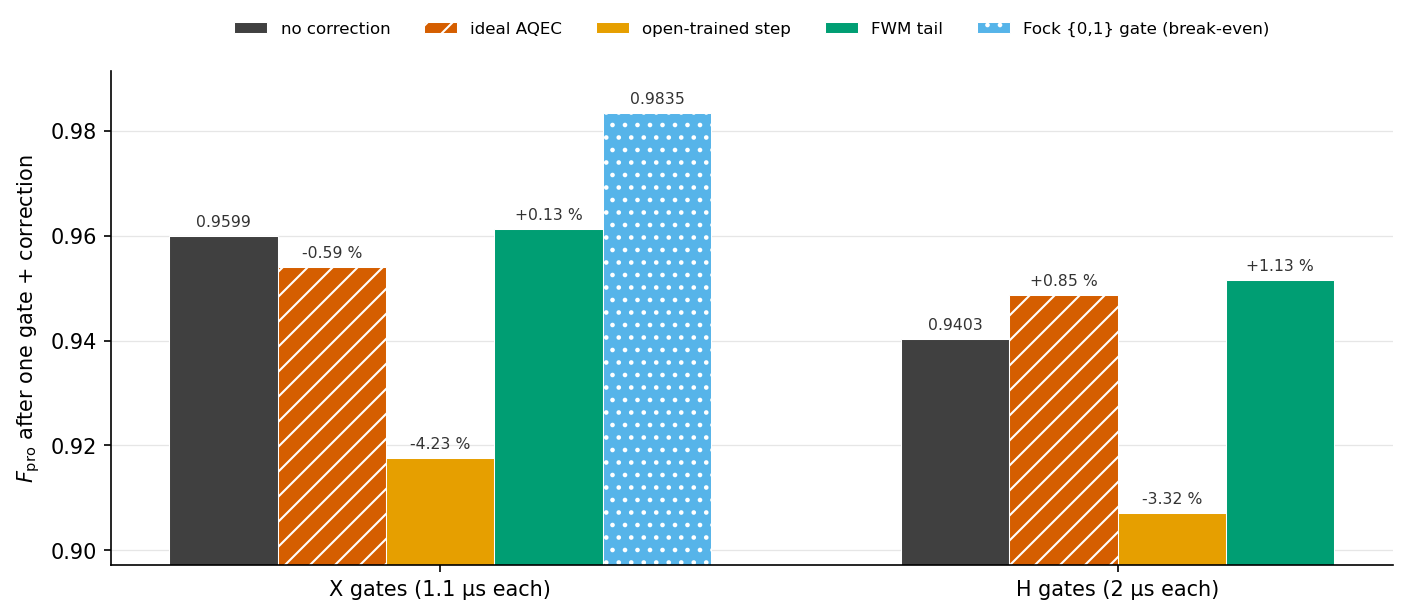 no correction
ideal AQEC
open-trained step
FWM tail
Fock {0,1} gate (break-even)
F_pro after one gate + correction
0.98
0.96
0.94
0.92
0.90
0.9599
-0.59 %
-4.23 %
+0.13 %
0.9835
0.9403
+0.85 %
-3.32 %
+1.13 %
X gates (1.1 µs each)
H gates (2 µs each)